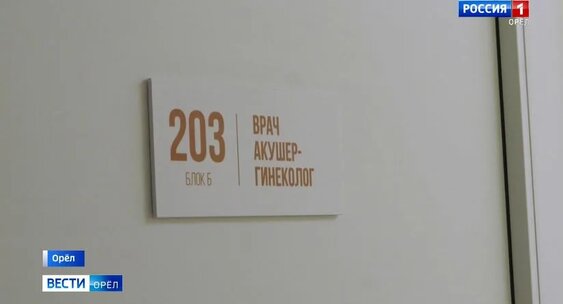 РОССИЯ 1
ОРЁЛ
203
БЛОК Б
ВРАЧ
АКУШЕР-
ГИНЕКОЛОГ
Орёл
ВЕСТИ ОРЁЛ